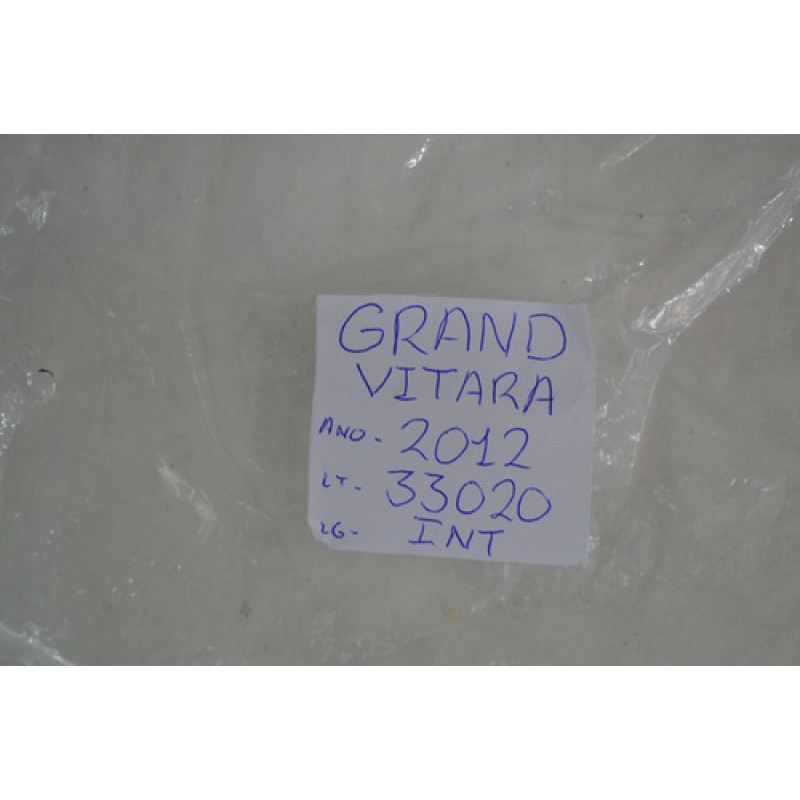 GRAND
VITARA
ANO - 2012
LT - 33020
LG - INT